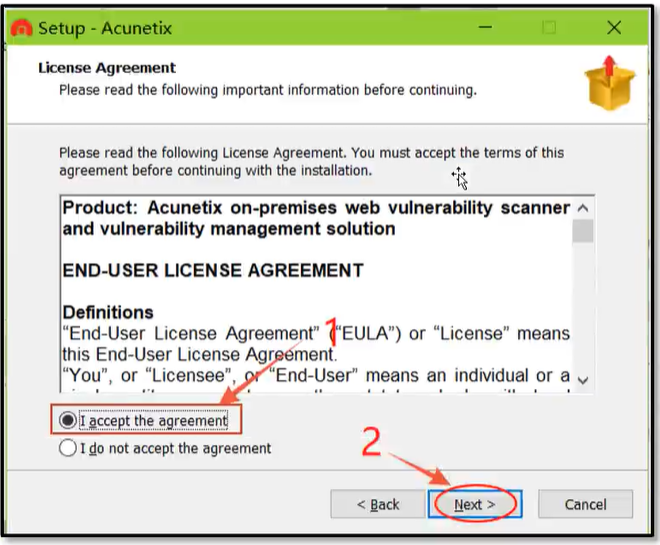 Setup - Acunetix
License Agreement
Please read the following important information before continuing.
Please read the following License Agreement. You must accept the terms of this
agreement before continuing with the installation.
Product: Acunetix on-premises web vulnerability scanner
and vulnerability management solution
END-USER LICENSE AGREEMENT
Definitions
“End-User License Agreement” (“EULA”) or “License” means
this End-User License Agreement.
“You”, or “Licensee”, or “End-User” means an individual or a
1
I accept the agreement
I do not accept the agreement
2
< Back
Next >
Cancel